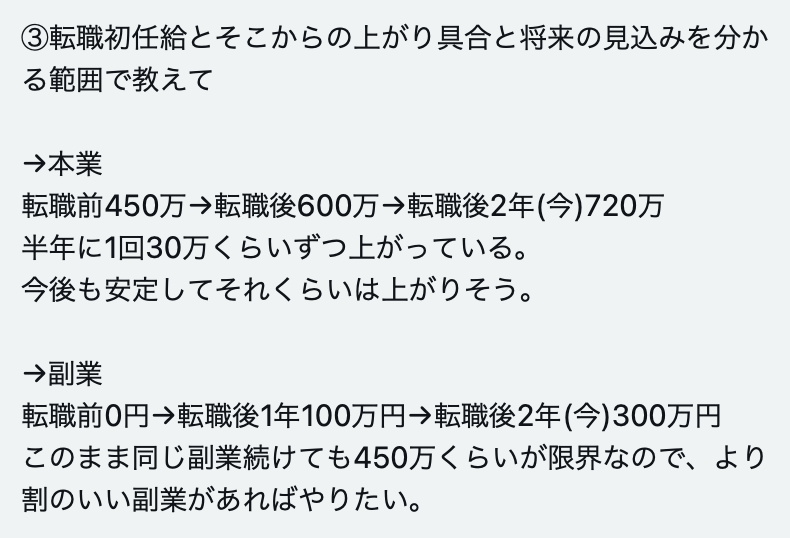 ③転職初任給とそこからの上がり具合と将来の見込みを分か
る範囲で教えて
→本業
転職前450万→転職後600万→転職後2年(今)720万
半年に1回30万くらいずつ上がっている。
今後も安定してそれくらいは上がりそう。
→副業
転職前0円→転職後1年100万円→転職後2年(今)300万円
このまま同じ副業続けても450万くらいが限界なので、より
割のいい副業があればやりたい。